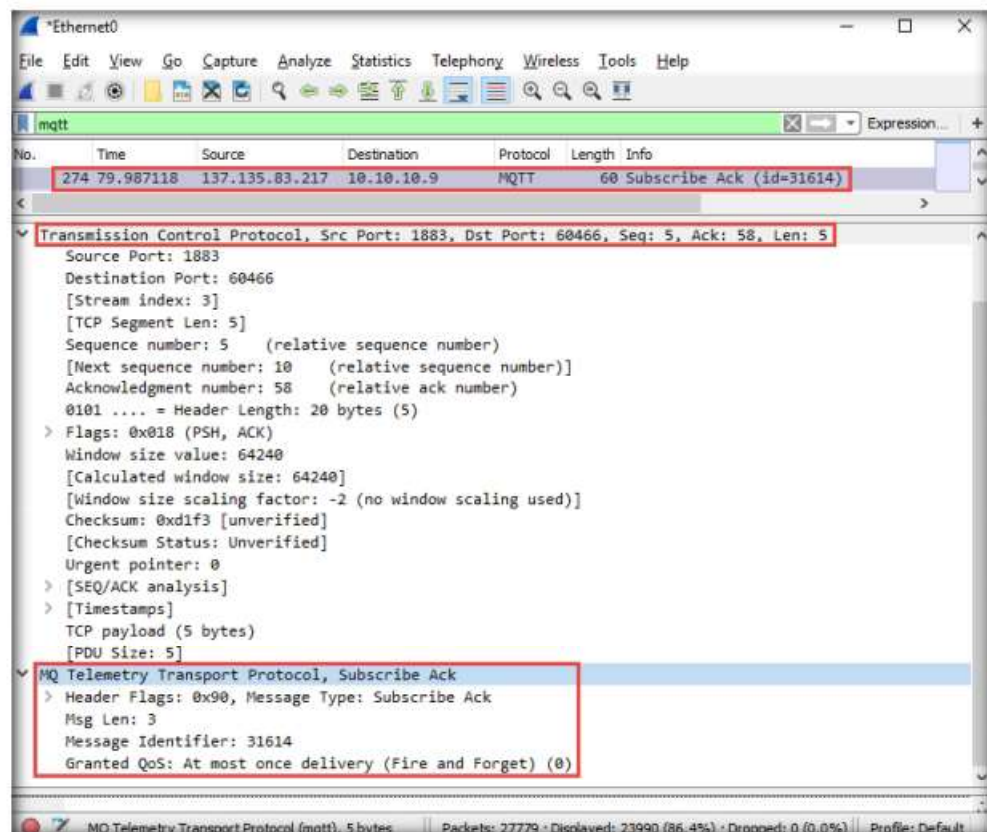 *Ethernet0
File Edit View Go Capture Analyze Statistics Telephony Wireless Tools Help
mqtt Expression... +
No. Time Source Destination Protocol Length Info
274 79.987118 137.135.83.217 10.10.10.9 MQTT 60 Subscribe Ack (id=31614)
Transmission Control Protocol, Src Port: 1883, Dst Port: 60466, Seq: 5, Ack: 58, Len: 5
Source Port: 1883
Destination Port: 60466
[Stream index: 3]
[TCP Segment Len: 5]
Sequence number: 5 (relative sequence number)
[Next sequence number: 10 (relative sequence number)]
Acknowledgment number: 58 (relative ack number)
0101 .... = Header Length: 20 bytes (5)
Flags: 0x018 (PSH, ACK)
Window size value: 64240
[Calculated window size: 64240]
[Window size scaling factor: -2 (no window scaling used)]
Checksum: 0xd1f3 [unverified]
[Checksum Status: Unverified]
Urgent pointer: 0
[SEQ/ACK analysis]
[Timestamps]
TCP payload (5 bytes)
[PDU Size: 5]
MQ Telemetry Transport Protocol, Subscribe Ack
Header Flags: 0x90, Message Type: Subscribe Ack
Msg Len: 3
Message Identifier: 31614
Granted QoS: At most once delivery (Fire and Forget) (0)
MQ Telemetry Transport Protocol (mqtt), 5 bytes Packets: 27779 · Displayed: 23990 (86.4%) · Dropped: 0 (0.0%) Profile: Default